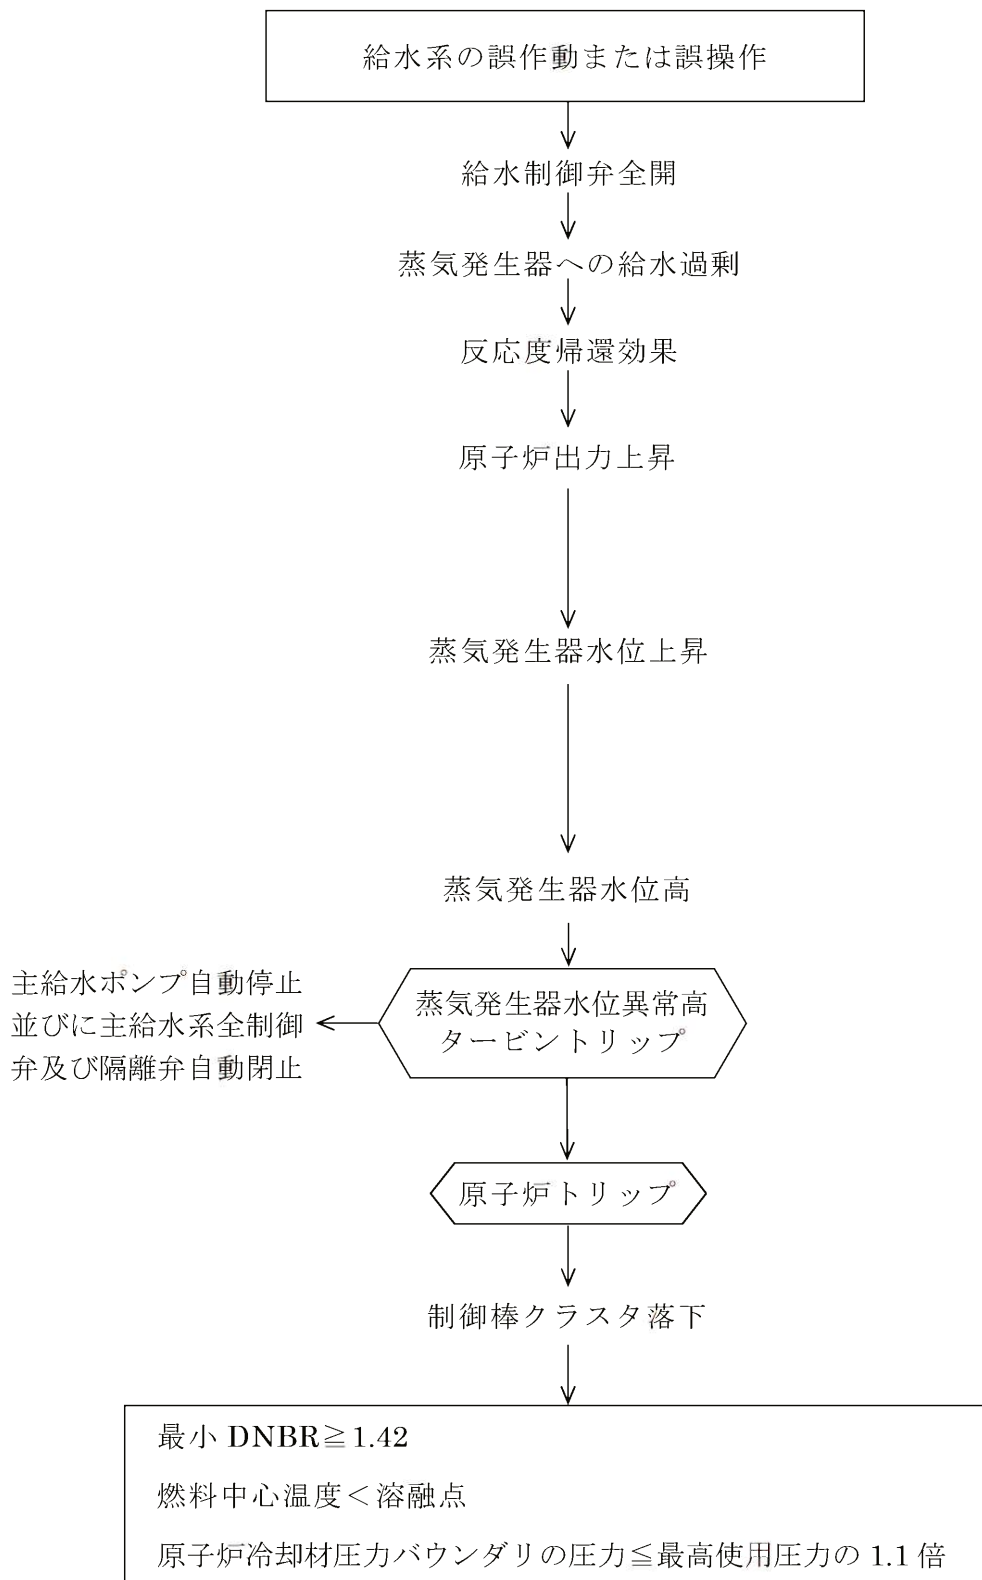 給水系の誤作動または誤操作
給水制御弁全開
蒸気発生器への給水過剰
反応度帰還効果
原子炉出力上昇
蒸気発生器水位上昇
蒸気発生器水位高
蒸気発生器水位異常高
タービントリップ
主給水ポンプ自動停止
並びに主給水系全制御
弁及び隔離弁自動閉止
原子炉トリップ
制御棒クラスタ落下
最小 DNBR≧1.42
燃料中心温度＜溶融点
原子炉冷却材圧力バウンダリの圧力≦最高使用圧力の 1.1 倍